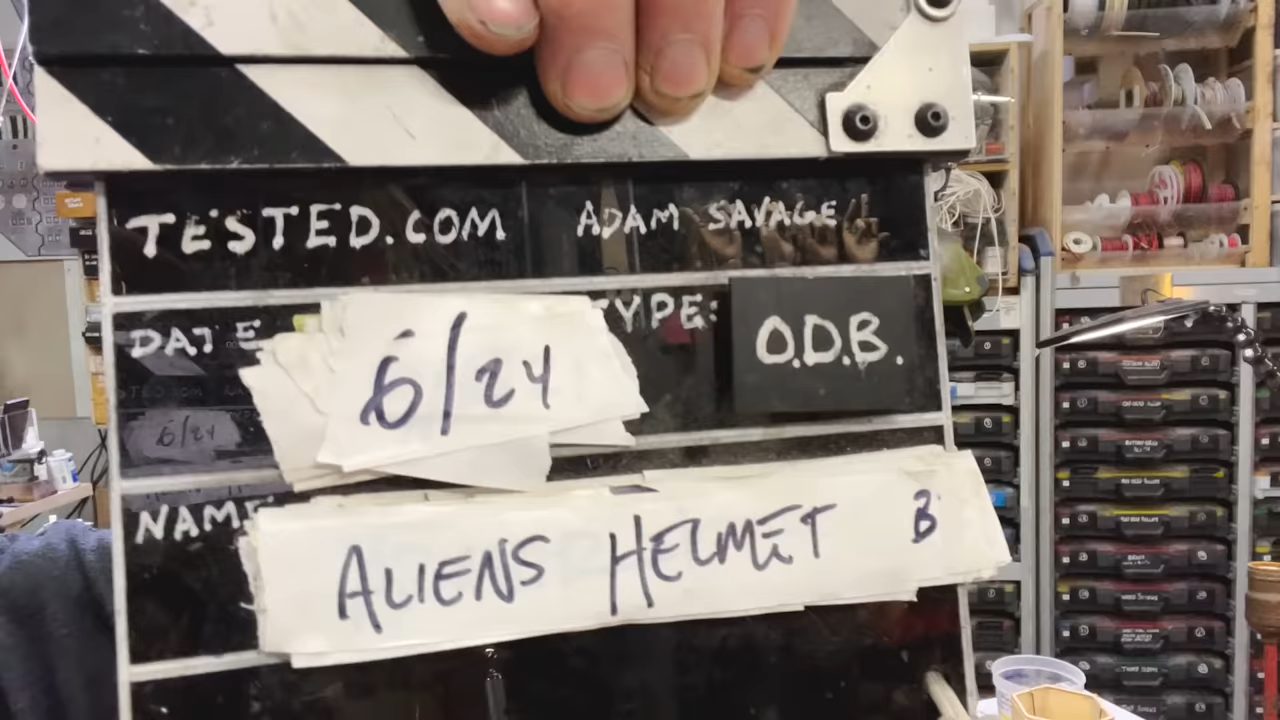 TESTED.COM ADAM SAVAGE
DATE 6/24 TYPE: O.D.B.
6/24
NAME ALIENS HELMET B